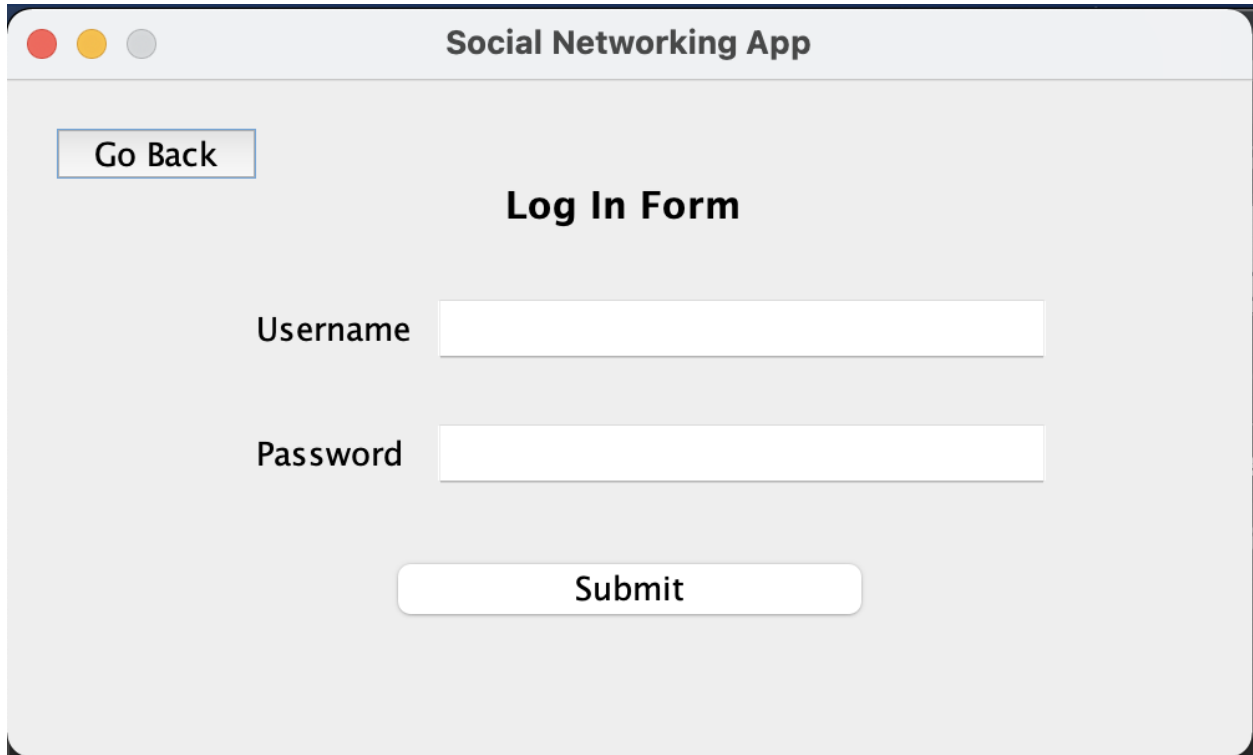 Social Networking App
Go Back
Log In Form
Username
Password
Submit